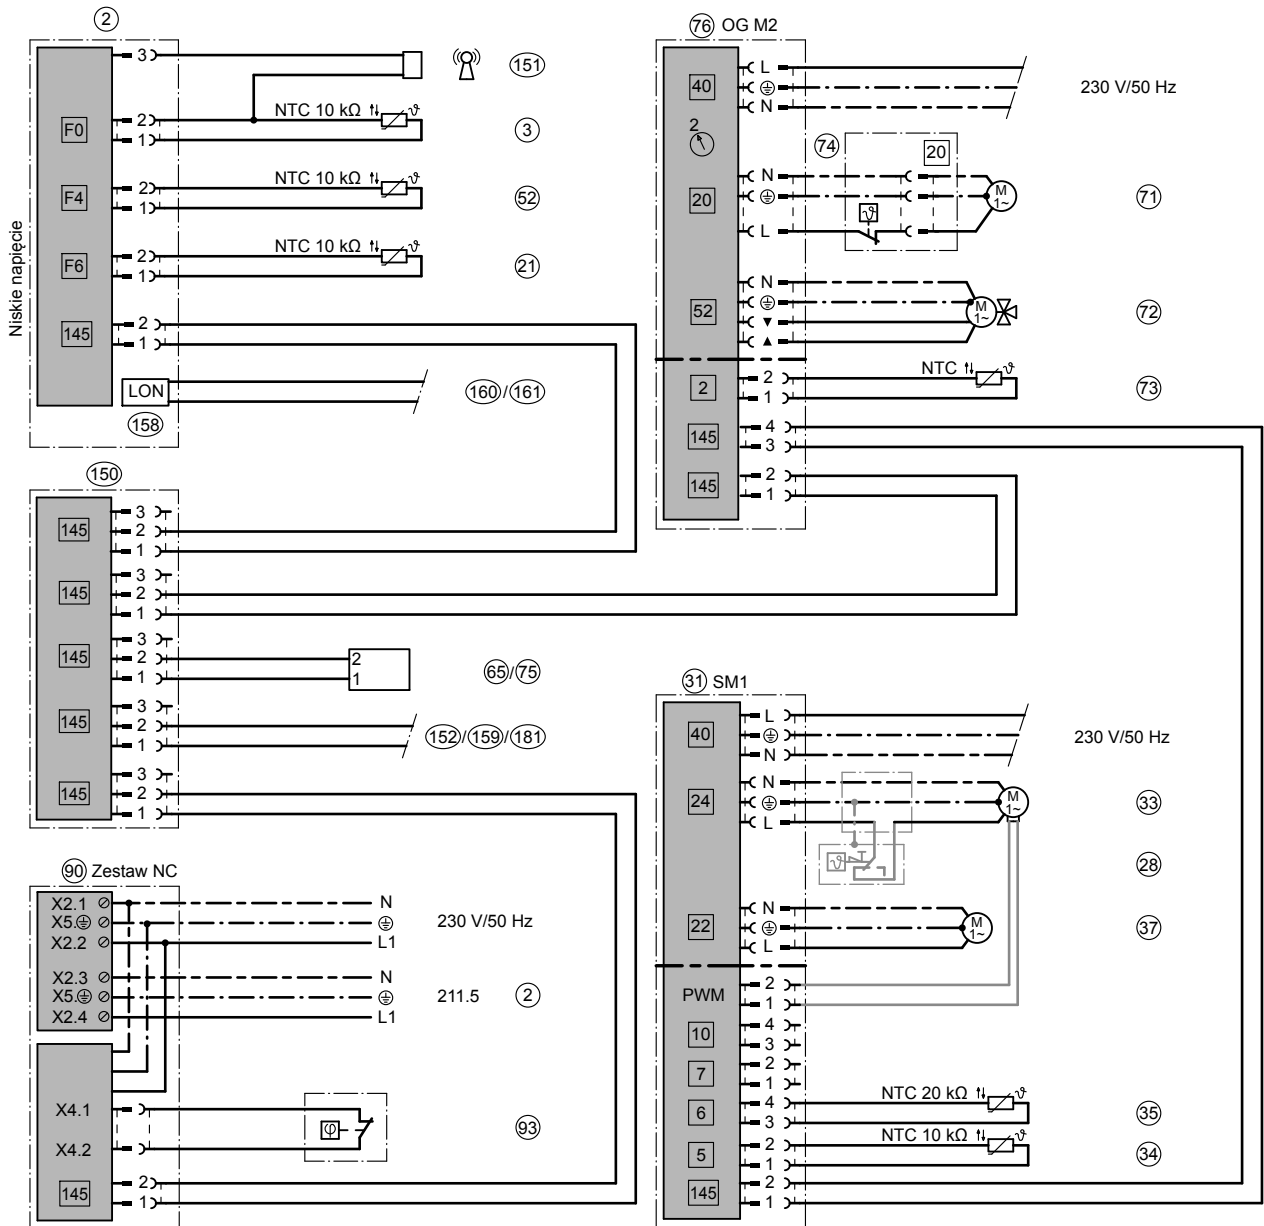 2
3
151
F0
2
1
NTC 10 kΩ
ϑ
3
F4
2
1
NTC 10 kΩ
ϑ
52
F6
2
1
NTC 10 kΩ
ϑ
21
Niskie napięcie
145
2
1
LON
160/161
158
150
145
3
2
1
145
3
2
1
145
3
2
1
2
1
65/75
145
3
2
1
152/159/181
145
3
2
1
90 Zestaw NC
X2.1
N
X5
230 V/50 Hz
X2.2
L1
X2.3
N
X5
211.5
2
X2.4
L1
X4.1
φ
93
X4.2
145
2
1
76 OG M2
40
L
N
230 V/50 Hz
2
74
20
20
N
L
ϑ
M
1~
71
52
N
▼
▲
M
1~
72
2
2
1
NTC
ϑ
73
145
4
3
145
2
1
31 SM1
40
L
N
230 V/50 Hz
24
N
L
M
1~
33
ϑ
28
22
N
L
M
1~
37
PWM
2
1
10
4
3
7
2
1
6
4
3
NTC 20 kΩ
ϑ
35
5
2
1
NTC 10 kΩ
ϑ
34
145
2
1